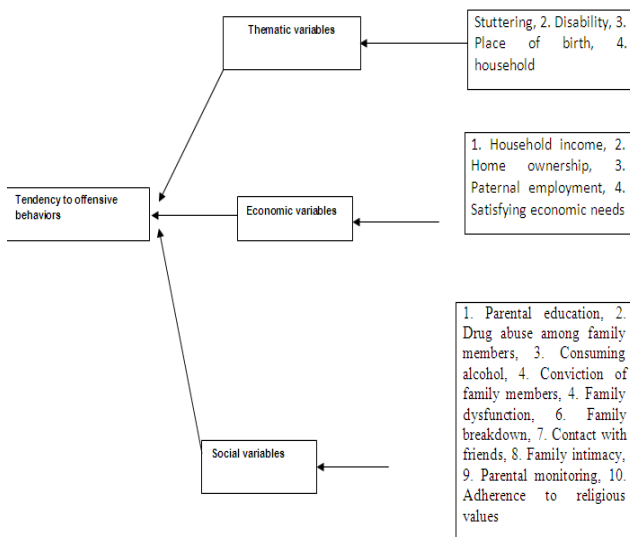 Thematic variables
Stuttering, 2. Disability, 3.
Place of birth, 4.
household
Tendency to offensive
behaviors
Economic variables
1. Household income, 2.
Home ownership, 3.
Paternal employment, 4.
Satisfying economic needs
Social variables
1. Parental education, 2.
Drug abuse among family
members, 3. Consuming
alcohol, 4. Conviction of
family members, 4. Family
dysfunction, 6. Family
breakdown, 7. Contact with
friends, 8. Family intimacy,
9. Parental monitoring, 10.
Adherence to religious
values